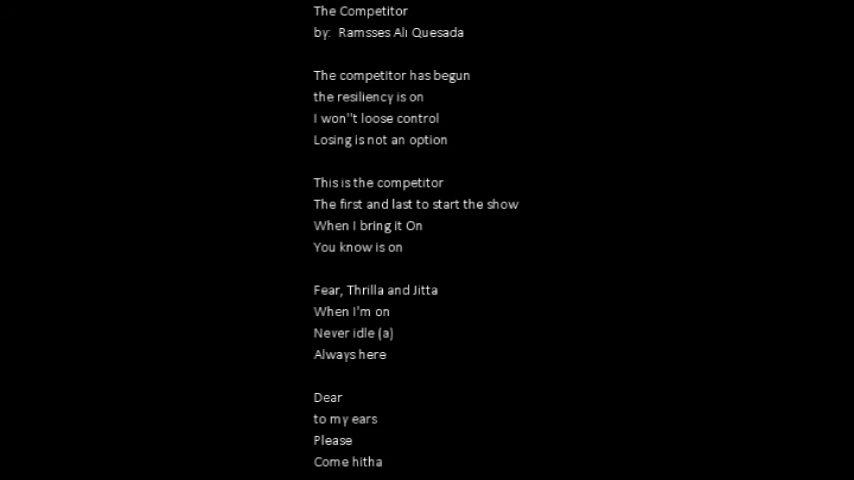 The Competitor
by:  Ramsses Ali Quesada

The competitor has begun
the resiliency is on
I won''t loose control
Losing is not an option

This is the competitor
The first and last to start the show
When I bring it On
You know is on

Fear, Thrilla and Jitta
When I'm on
Never idle (a)
Always here

Dear
to my ears
Please
Come hitha